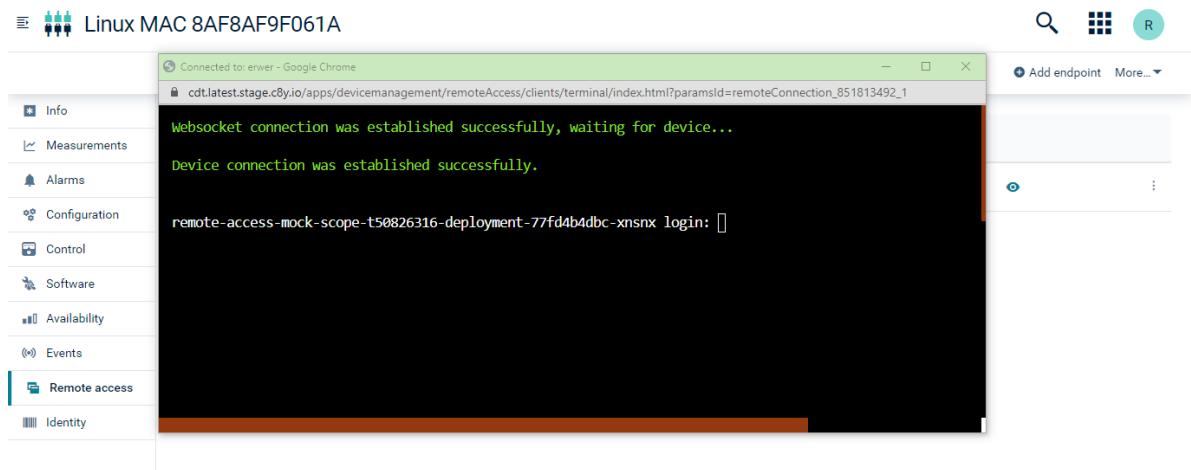 Linux MAC 8AF8AF9F061A
R
Connected to: erwer - Google Chrome
cdt.latest.stage.c8y.io/apps/devicemanagement/remoteAccess/clients/terminal/index.html?paramsId=remoteConnection_851813492_1
Add endpoint More...
Info
Measurements
Alarms
Configuration
Control
Software
Availability
Events
Remote access
Identity
Websocket connection was established successfully, waiting for device...
Device connection was established successfully.
remote-access-mock-scope-t50826316-deployment-77fd4b4dbc-xnsnx login: